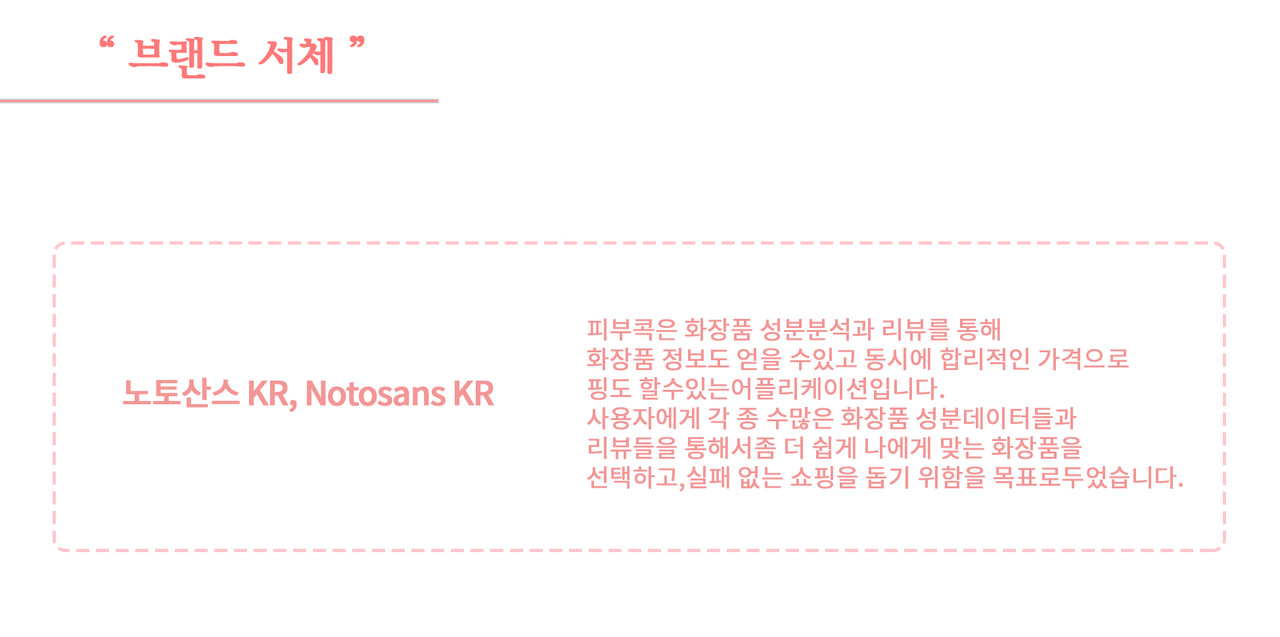 “ 브랜드 서체 ”
노토산스 KR, Notosans KR
피부콕은 화장품 성분분석과 리뷰를 통해
화장품 정보도 얻을 수있고 동시에 합리적인 가격으로
핑도 할수있는어플리케이션입니다.
사용자에게 각 종 수많은 화장품 성분데이터들과
리뷰들을 통해서좀 더 쉽게 나에게 맞는 화장품을
선택하고,실패 없는 쇼핑을 돕기 위함을 목표로두었습니다.